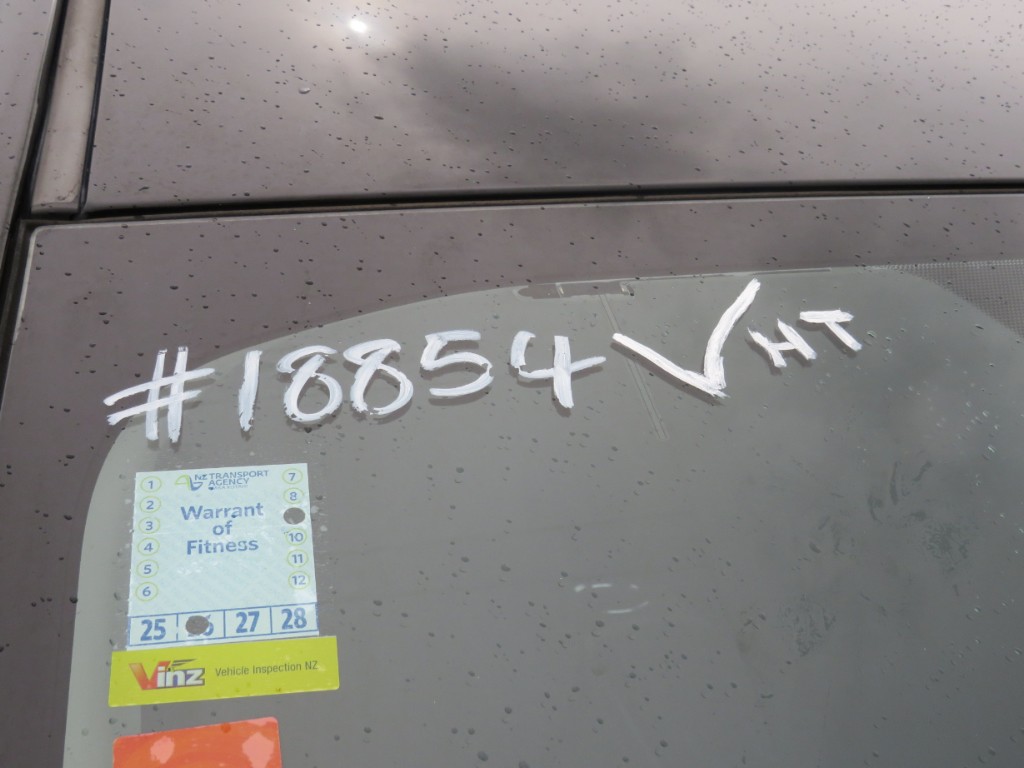 #18854 √HT
NZ TRANSPORT
AGENCY
Warrant
of
Fitness
1
2
3
4
5
6
7
8
10
11
12
25
27
28
Vinz
Vehicle Inspection NZ